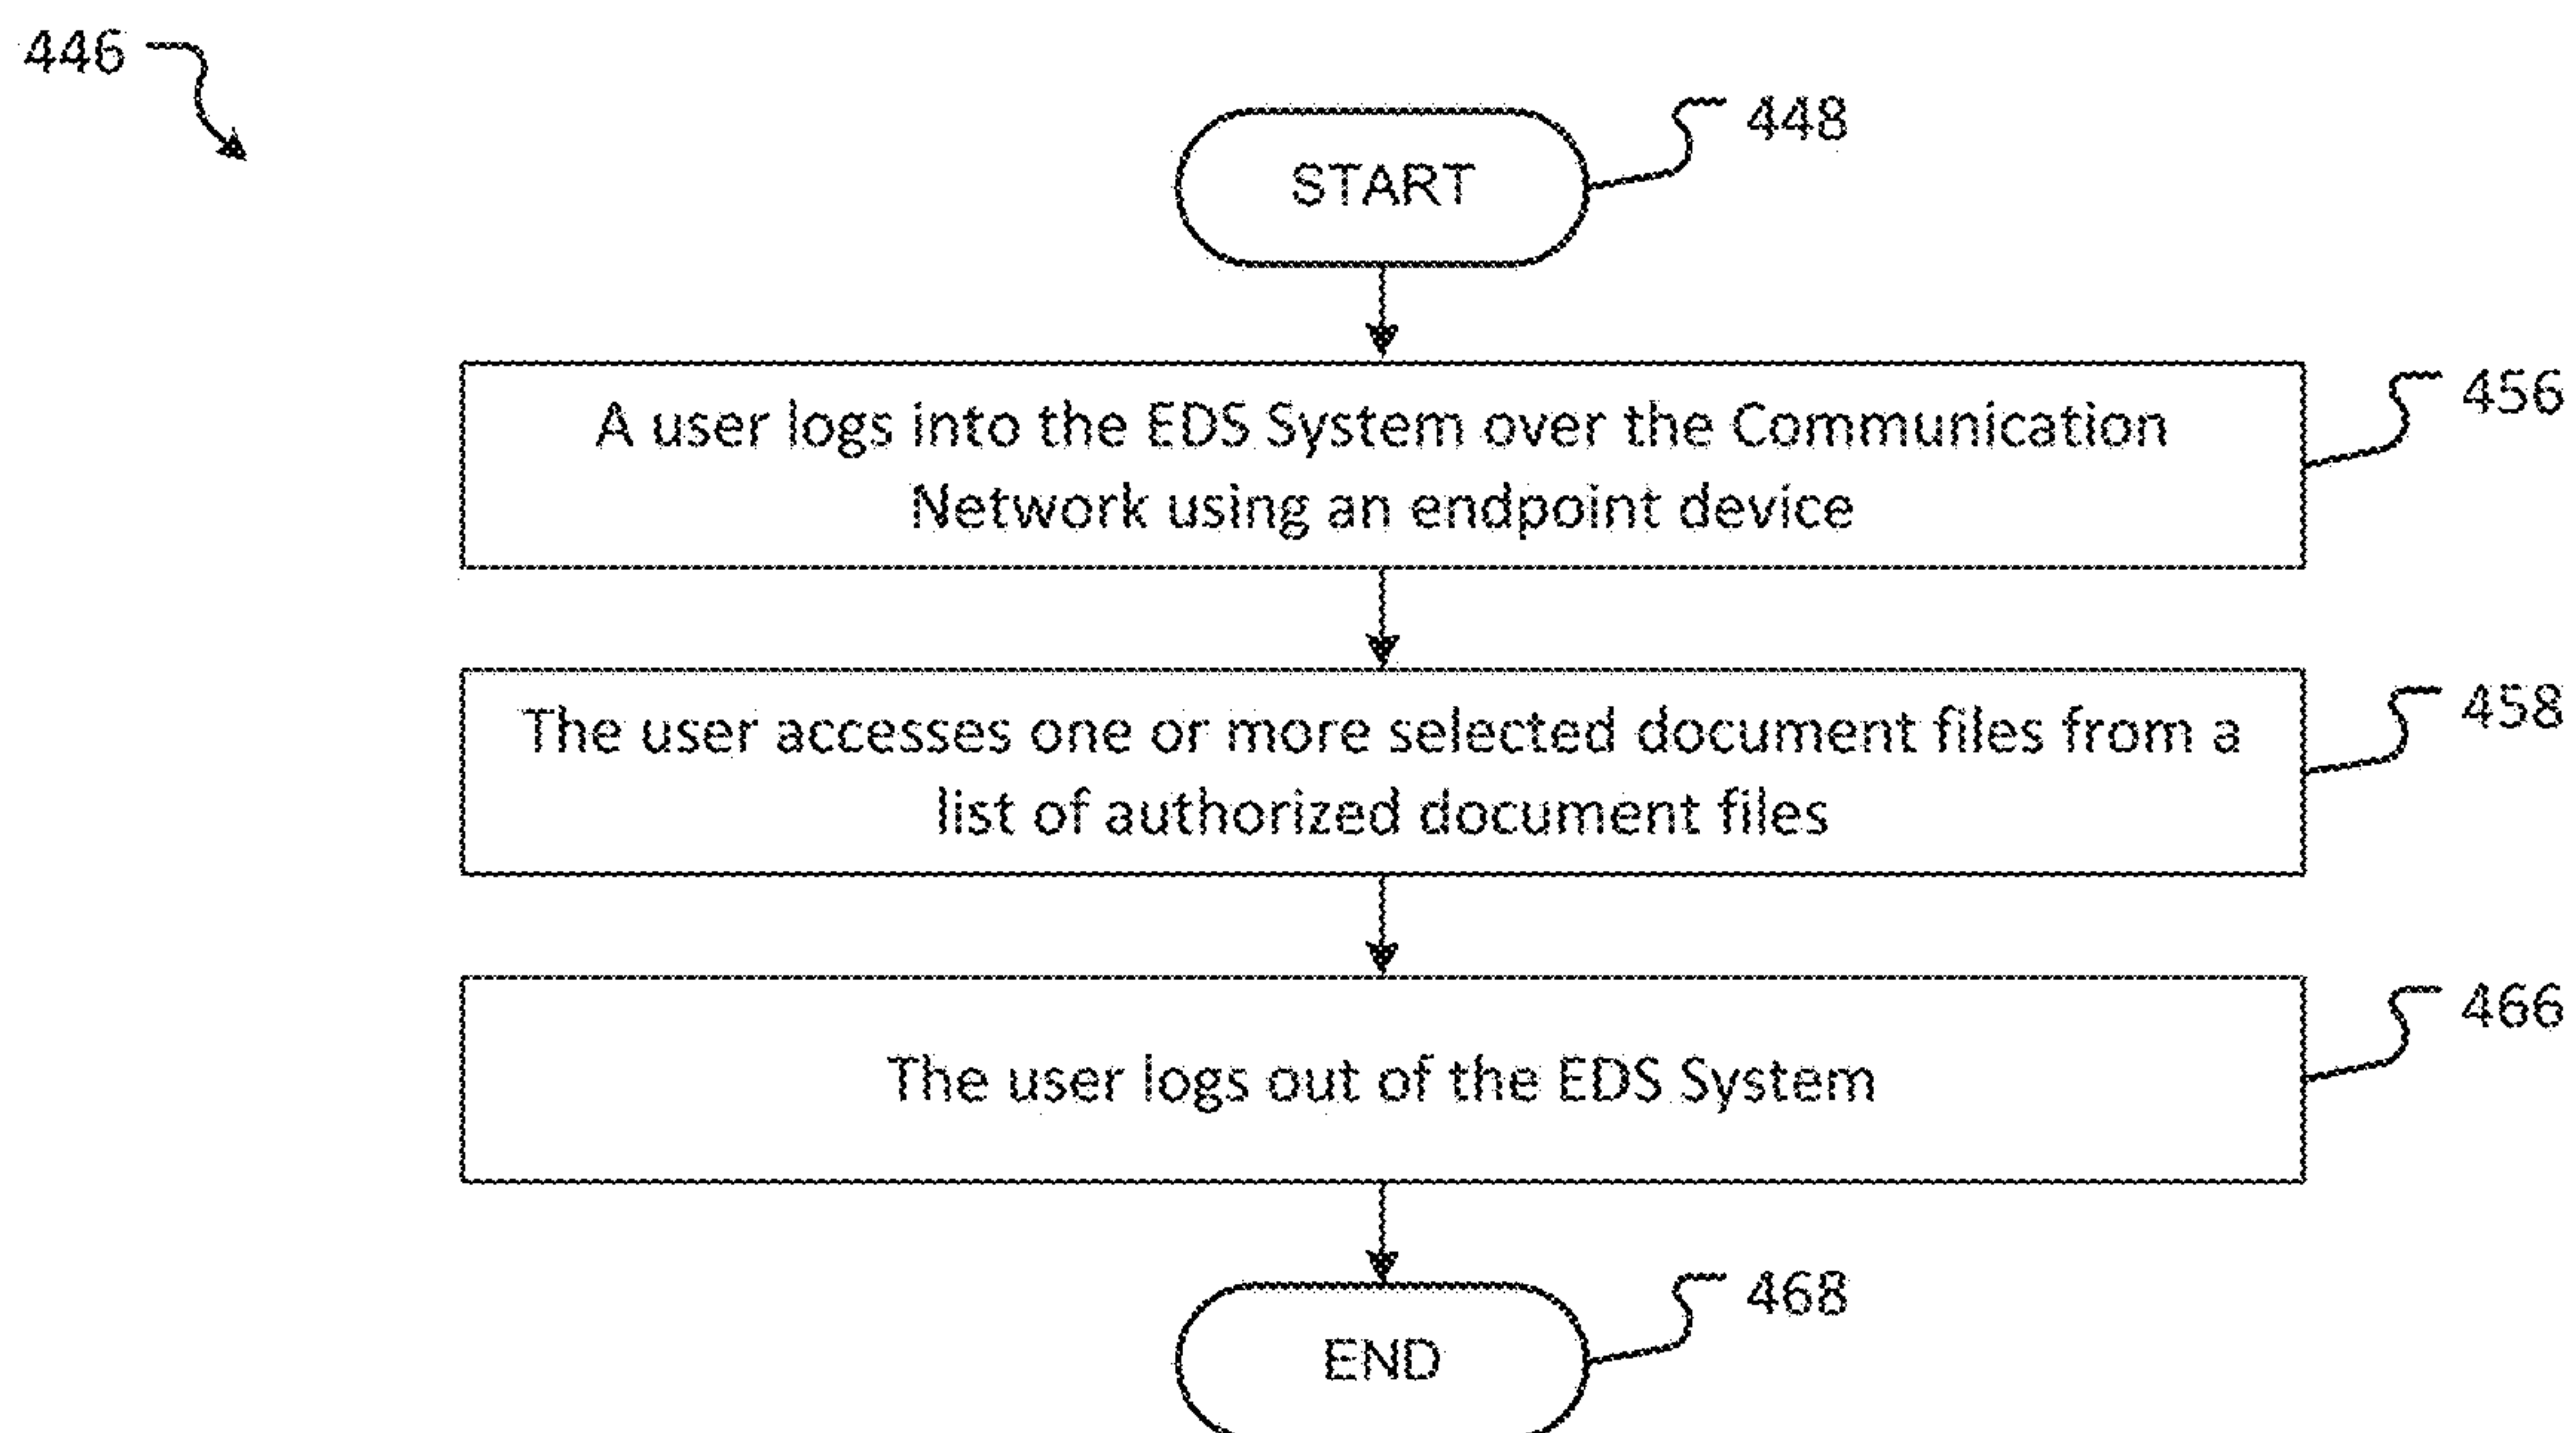 446
START
448
A user logs into the EDS System over the Communication
Network using an endpoint device
456
The user accesses one or more selected document files from a
list of authorized document files
458
The user logs out of the EDS System
466
END
468